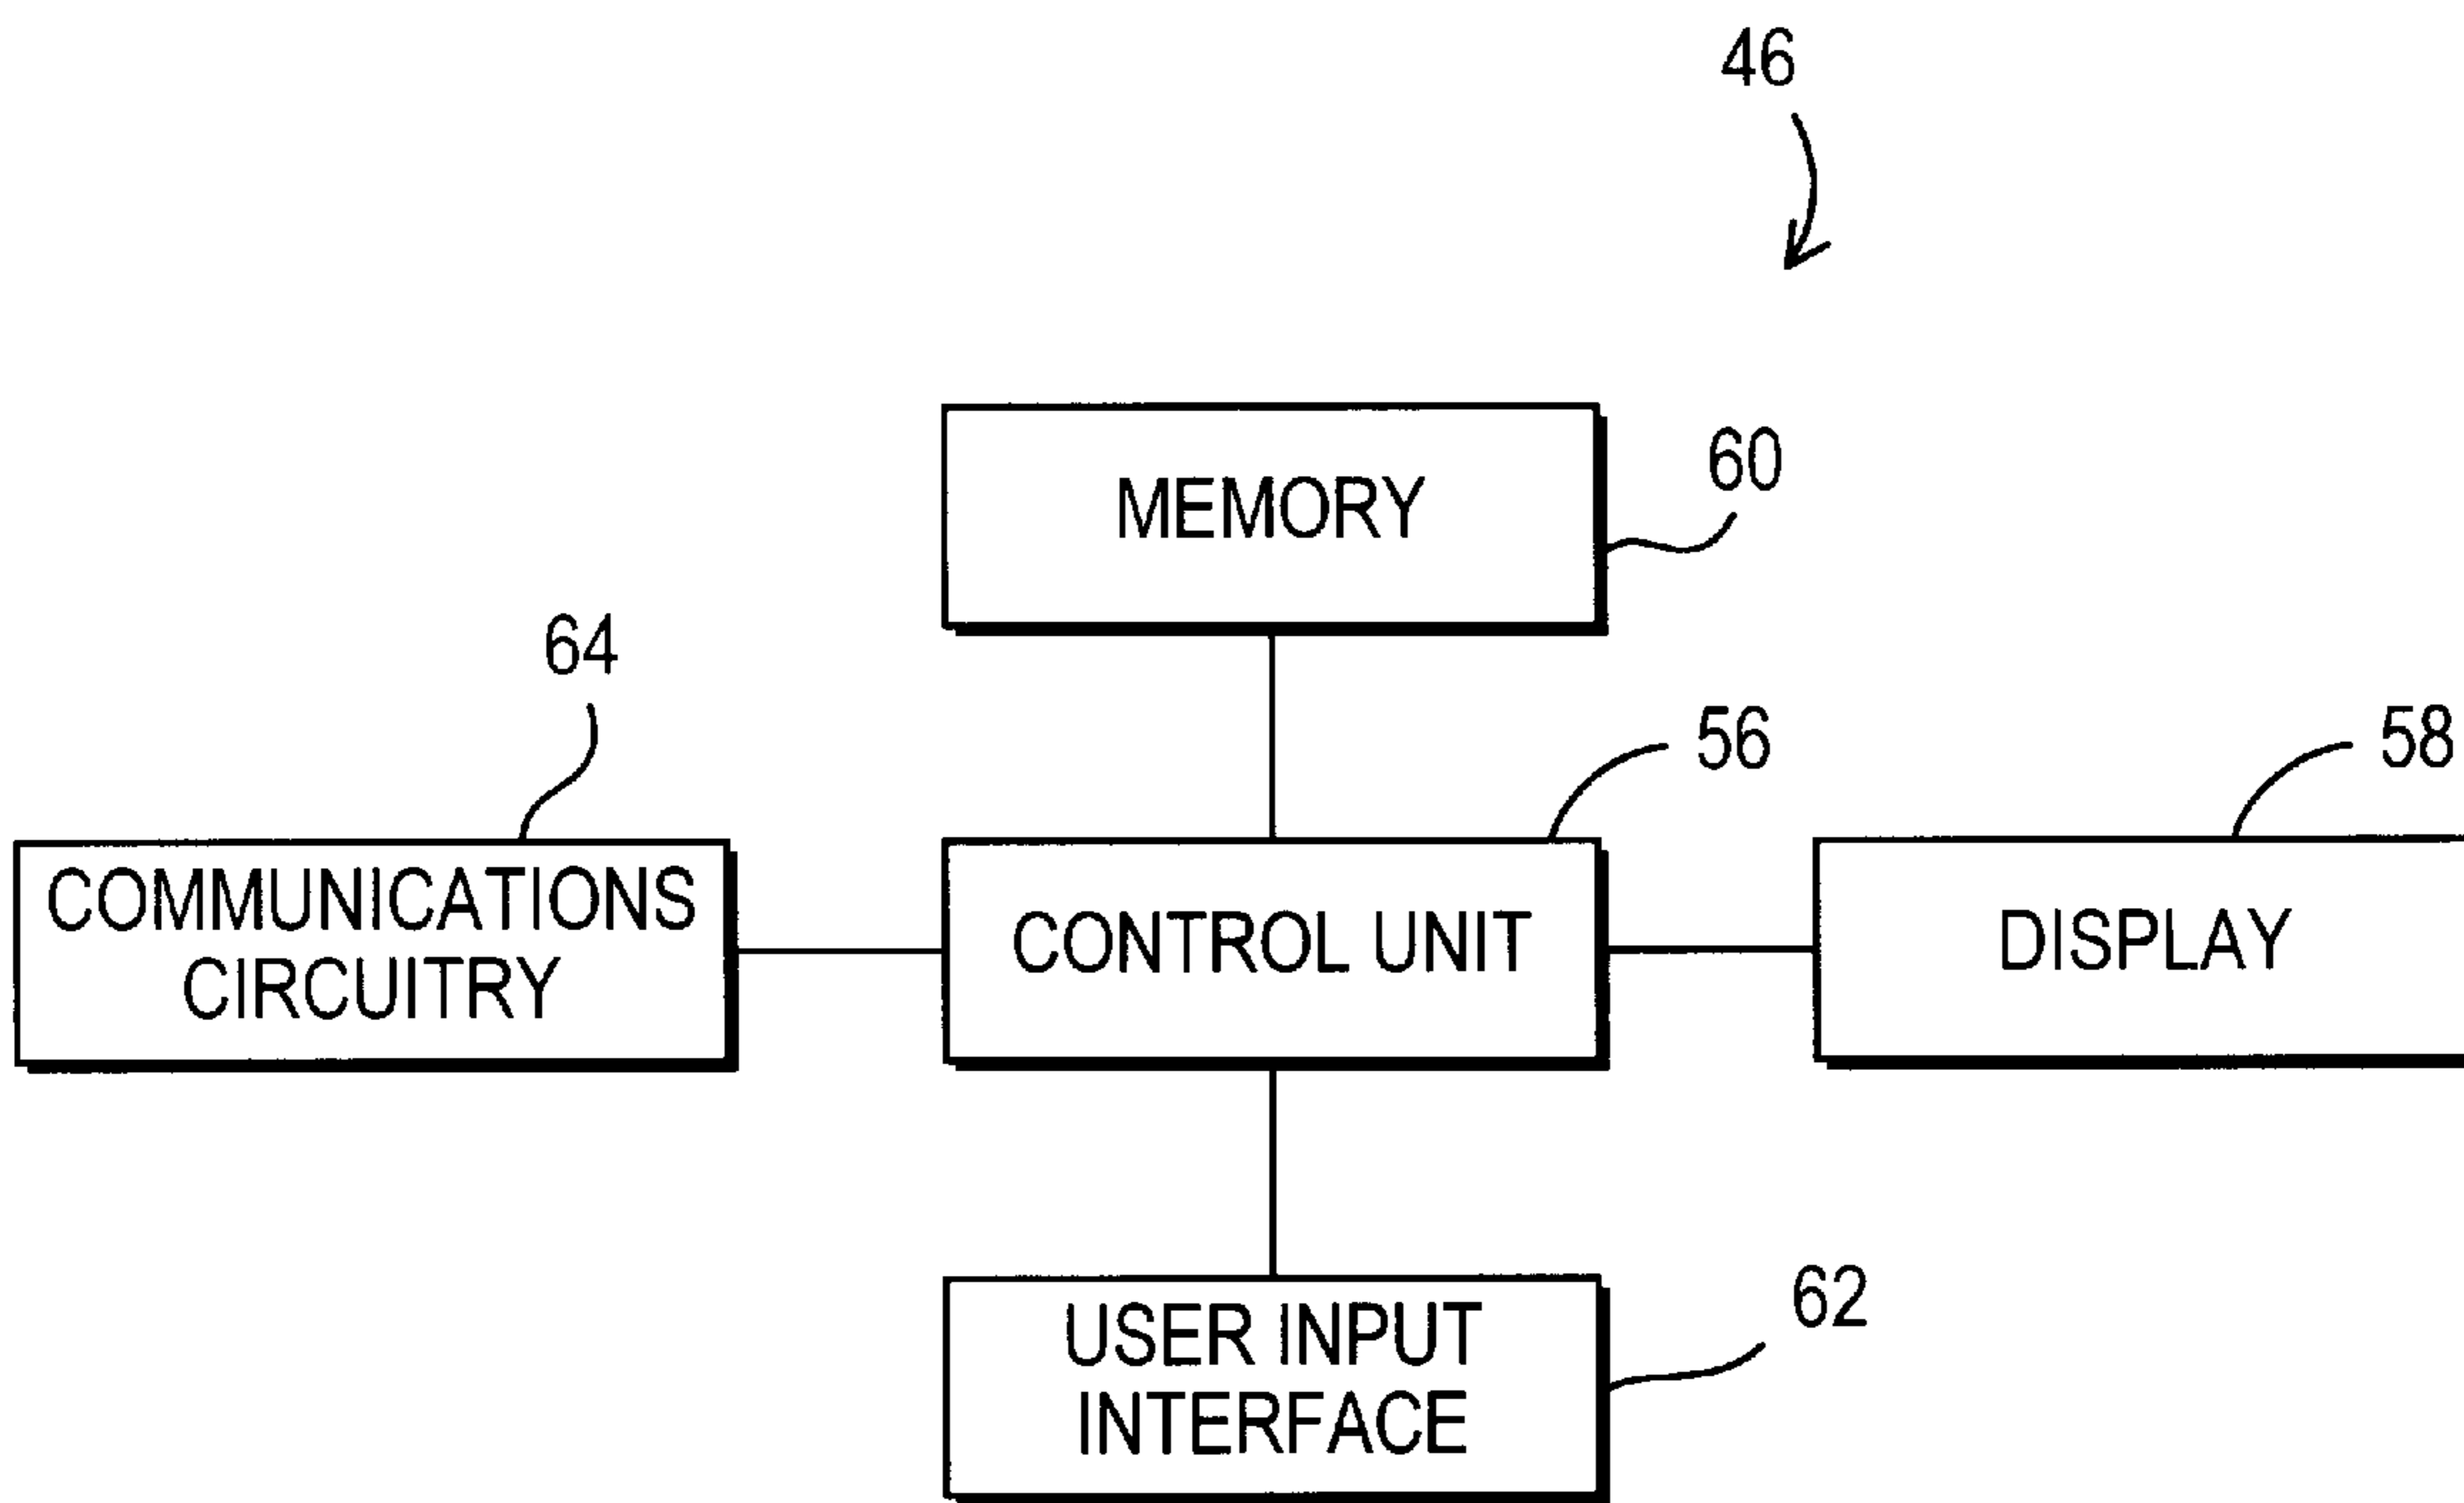 46
MEMORY
60
64
56
58
COMMUNICATIONS
CIRCUITRY
CONTROL UNIT
DISPLAY
62
USER INPUT
INTERFACE